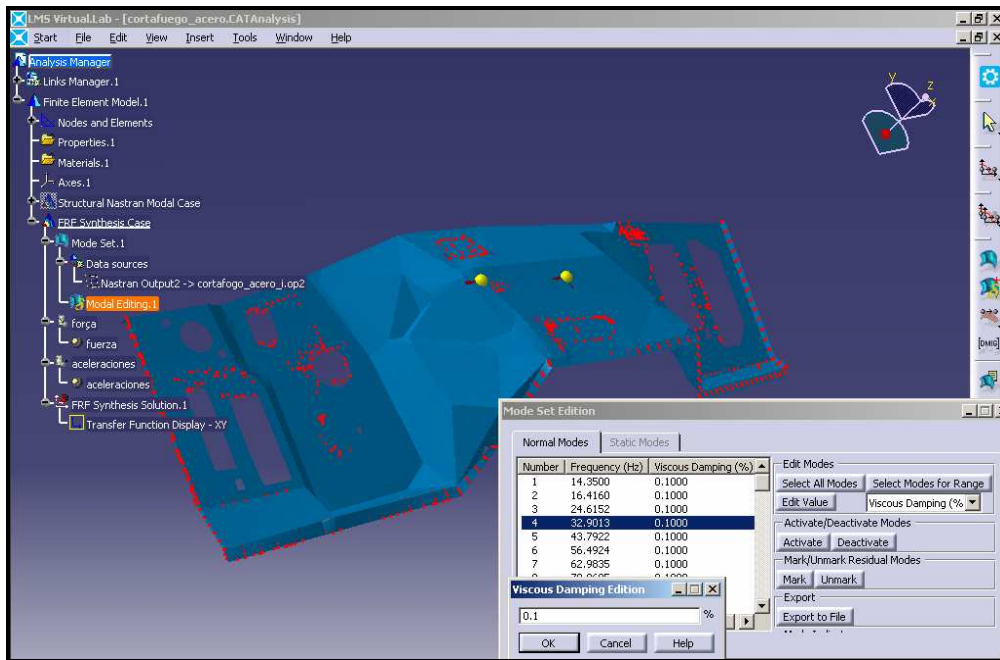 LMS Virtual.Lab - [cortafuego_acero.CATAnalysis]
Start File Edit View Insert Tools Window Help
Analysis Manager
Links Manager.1
Finite Element Model.1
Nodes and Elements
Properties.1
Materials.1
Axes.1
Structural Nastran Modal Case
FRF Synthesis Case
Mode Set.1
Data sources
Nastran Output2 -> cortafogo_acero_i.op2
Modal Editing.1
força
fuerza
aceleraciones
aceleraciones
FRF Synthesis Solution.1
Transfer Function Display - XY
y
z
x
[DMIG]
Mode Set Edition
Normal Modes Static Modes
Number Frequency (Hz) Viscous Damping (%)
1 14.3500 0.1000
2 16.4160 0.1000
3 24.6152 0.1000
4 32.9013 0.1000
5 43.7922 0.1000
6 56.4924 0.1000
7 62.9835 0.1000
Edit Modes
Select All Modes Select Modes for Range
Edit Value Viscous Damping (%
Activate/Deactivate Modes
Activate Deactivate
Mark/Unmark Residual Modes
Mark Unmark
Export
Export to File
Viscous Damping Edition
0.1 %
OK Cancel Help